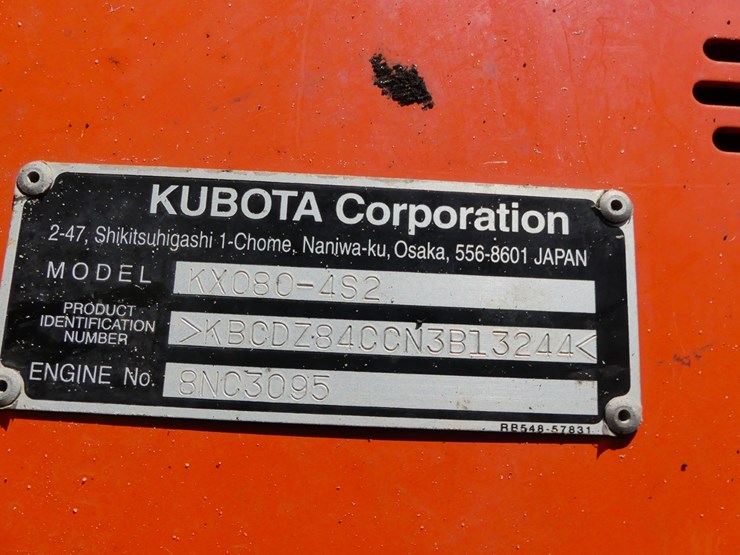 KUBOTA Corporation
2-47, Shikitsuhigashi 1-Chome, Naniwa-ku, Osaka, 556-8601 JAPAN
MODEL KX080-4S2
PRODUCT IDENTIFICATION NUMBER >KBCDZ84CCN3B13244<
ENGINE No. 8NC3095
RB548-57831